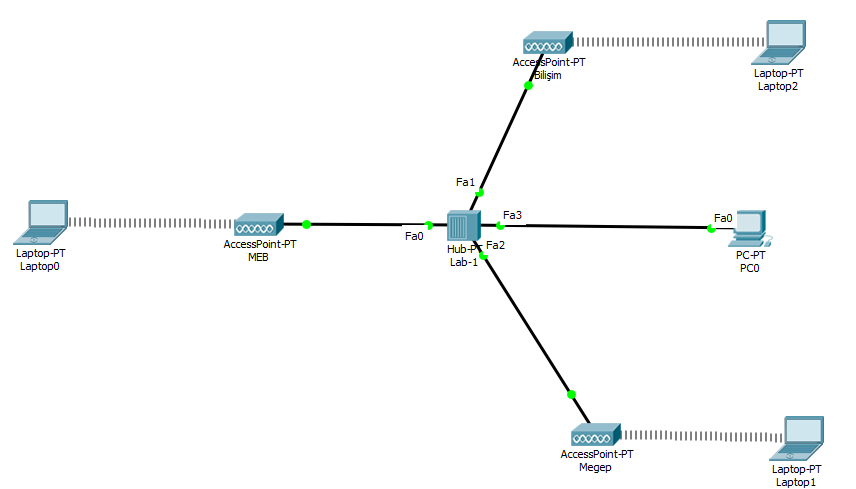 AccessPoint-PT
Bilişim
Laptop-PT
Laptop2
Fa1
Laptop-PT
Laptop0
AccessPoint-PT
MEB
Fa0
Hub-PT
Lab-1
Fa3
Fa2
Fa0
PC-PT
PC0
AccessPoint-PT
Megep
Laptop-PT
Laptop1